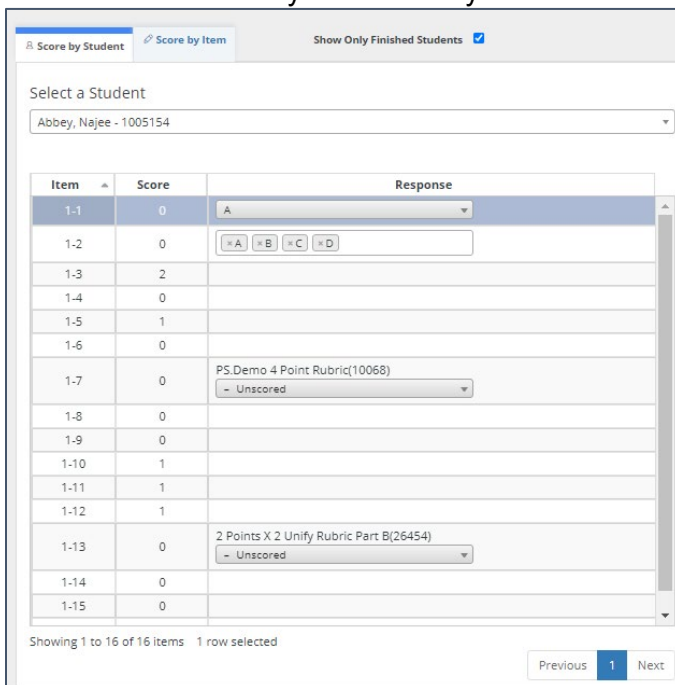 Score by Student Score by Item Show Only Finished Students
Select a Student
Abbey, Najee - 1005154
Item Score Response
1-1 0 A
1-2 0 ×A ×B ×C ×D
1-3 2
1-4 0
1-5 1
1-6 0
PS.Demo 4 Point Rubric(10068)
1-7 0 - Unscored
1-8 0
1-9 0
1-10 1
1-11 1
1-12 1
2 Points X 2 Unify Rubric Part B(26454)
1-13 0 - Unscored
1-14 0
1-15 0
Showing 1 to 16 of 16 items 1 row selected
Previous 1 Next